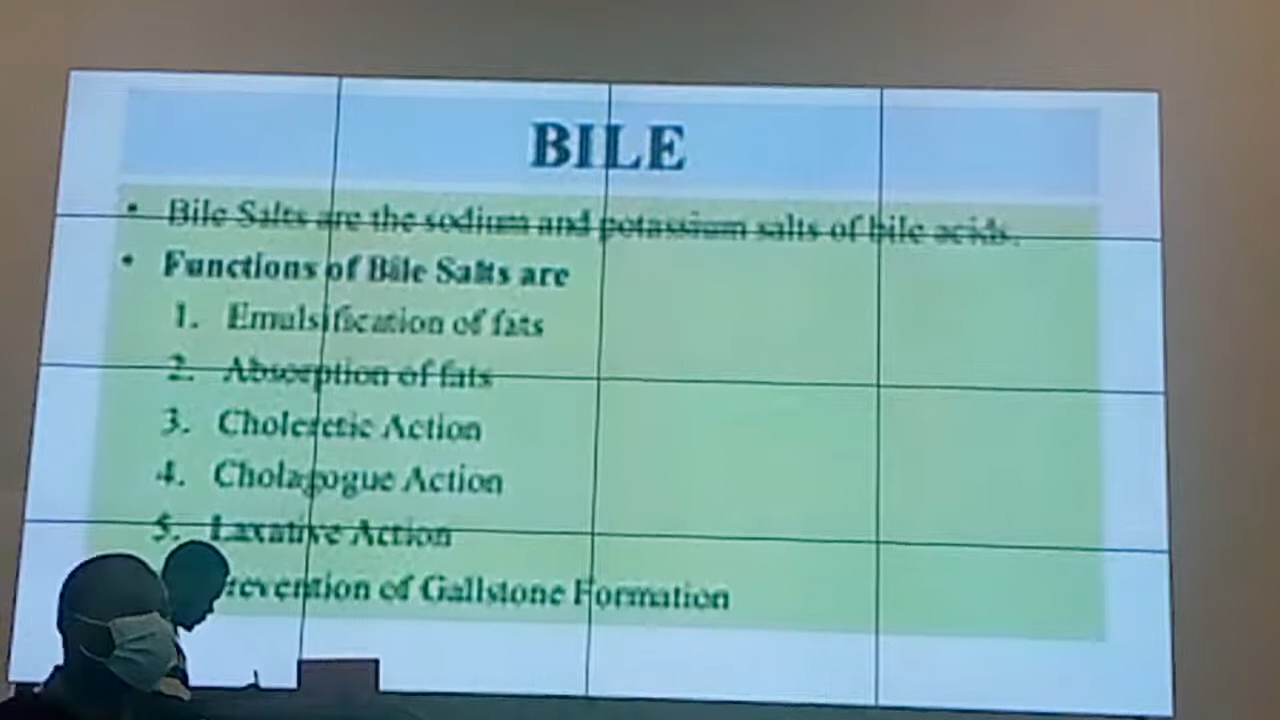 BILE
• Bile Salts are the sodium and potassium salts of bile acids.
• Functions of Bile Salts are
1. Emulsification of fats
2. Absorption of fats
3. Choleretic Action
4. Cholagogue Action
5. Laxative Action
revention of Gallstone Formation